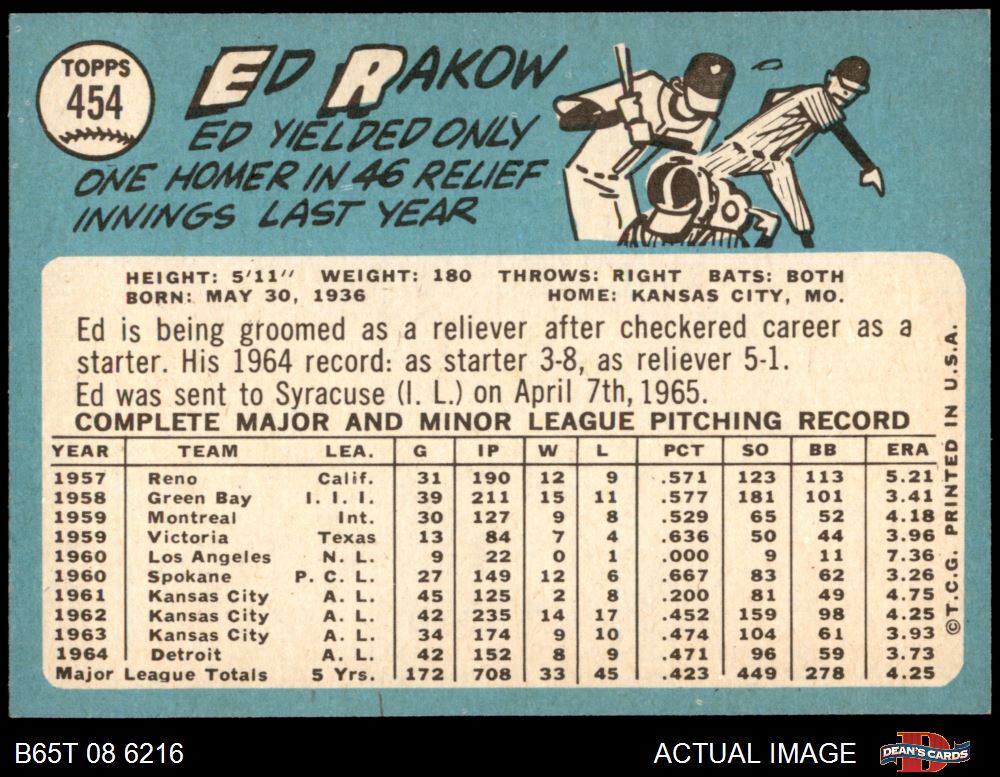 TOPPS
454
ED RAKOW
ED YIELDED ONLY
ONE HOMER IN 46 RELIEF
INNINGS LAST YEAR
HEIGHT: 5'11" WEIGHT: 180 THROWS: RIGHT BATS: BOTH
BORN: MAY 30, 1936 HOME: KANSAS CITY, MO.
Ed is being groomed as a reliever after checkered career as a
starter. His 1964 record: as starter 3-8, as reliever 5-1.
Ed was sent to Syracuse (I. L.) on April 7th, 1965.
COMPLETE MAJOR AND MINOR LEAGUE PITCHING RECORD
YEAR TEAM LEA. G IP W L PCT SO BB ERA
1957 Reno Calif. 31 190 12 9 .571 123 113 5.21
1958 Green Bay I. I. I. 39 211 15 11 .577 181 101 3.41
1959 Montreal Int. 30 127 9 8 .529 65 52 4.18
1959 Victoria Texas 13 84 7 4 .636 50 44 3.96
1960 Los Angeles N. L. 9 22 0 1 .000 9 11 7.36
1960 Spokane P. C. L. 27 149 12 6 .667 83 62 3.26
1961 Kansas City A. L. 45 125 2 8 .200 81 49 4.75
1962 Kansas City A. L. 42 235 14 17 .452 159 98 4.25
1963 Kansas City A. L. 34 174 9 10 .474 104 61 3.93
1964 Detroit A. L. 42 152 8 9 .471 96 59 3.73
Major League Totals 5 Yrs. 172 708 33 45 .423 449 278 4.25
©T.C.G. PRINTED IN U.S.A.
B65T 08 6216
ACTUAL IMAGE
D
DEAN'S CARDS